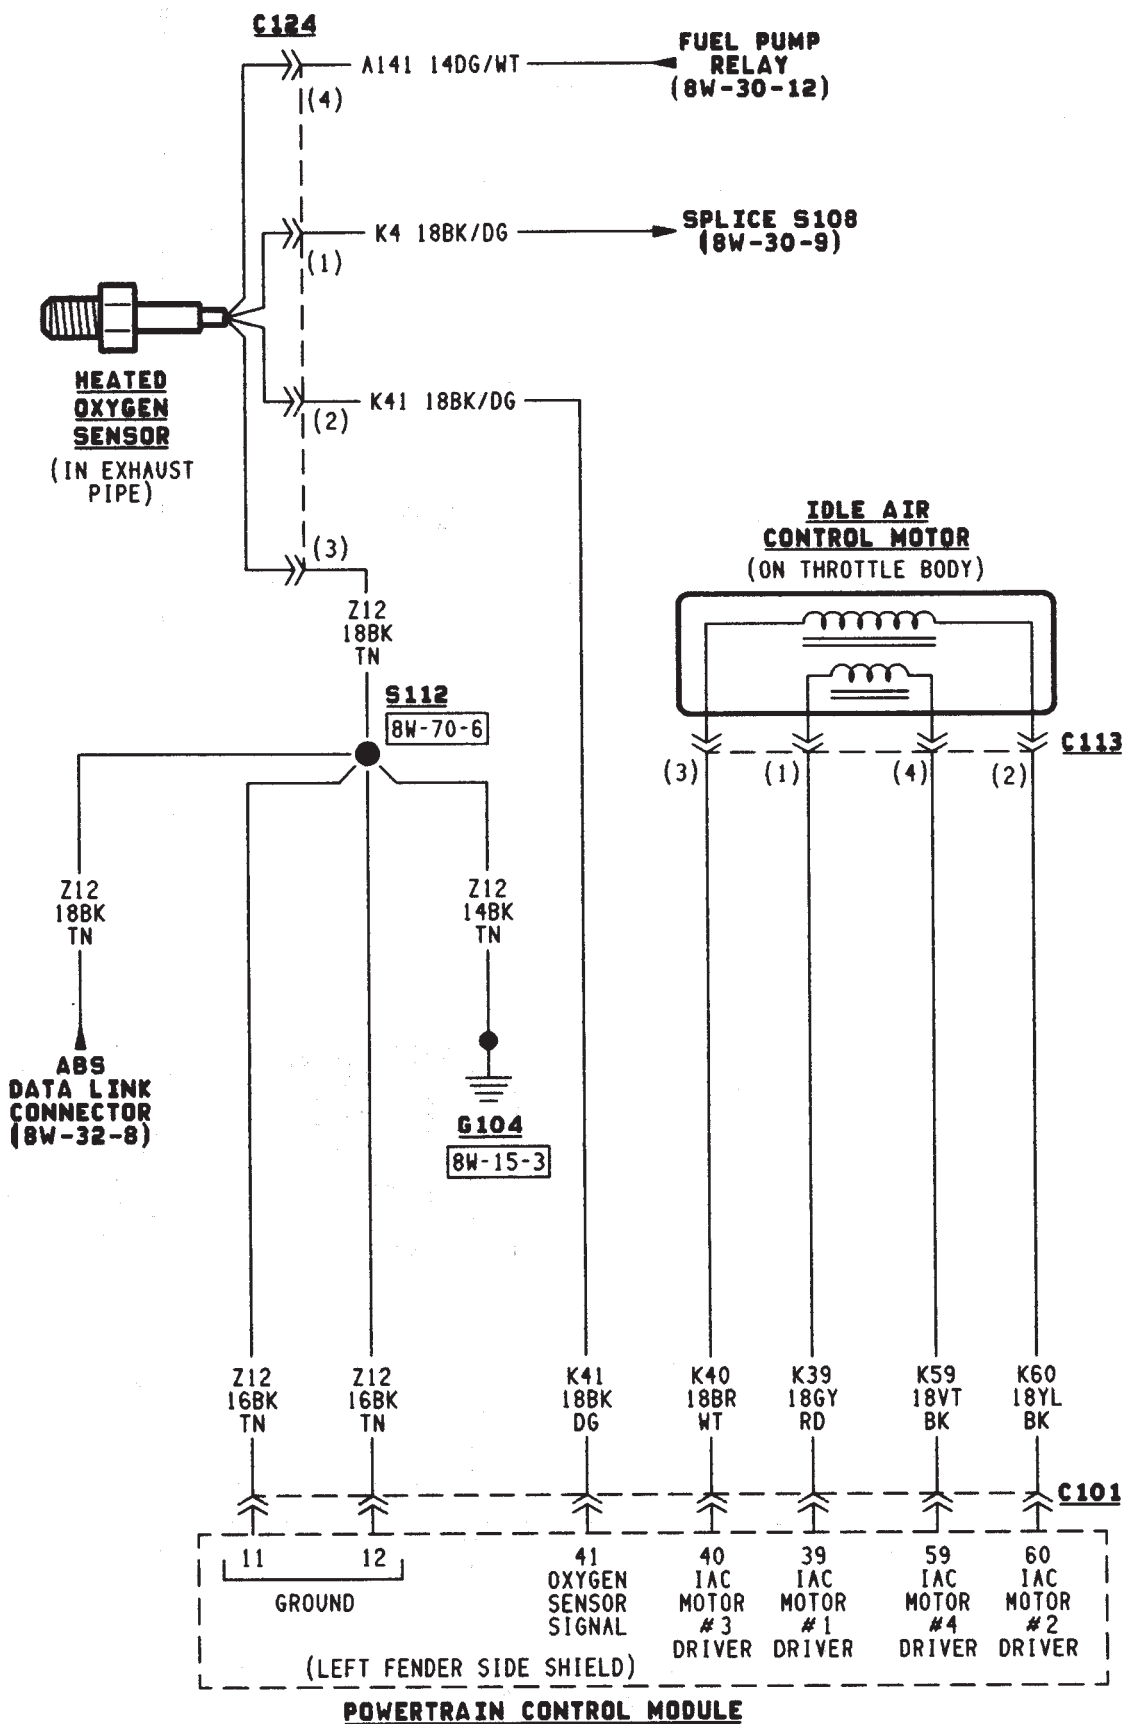 C124
A141 14DG/WT
(4)
FUEL PUMP
RELAY
(8W-30-12)
K4 18BK/DG
(1)
SPLICE S108
(8W-30-9)
HEATED
OXYGEN
SENSOR
(IN EXHAUST
PIPE)
K41 18BK/DG
(2)
(3)
Z12
18BK
TN
S112
8W-70-6
IDLE AIR
CONTROL MOTOR
(ON THROTTLE BODY)
C113
(3)
(1)
(4)
(2)
Z12
18BK
TN
Z12
14BK
TN
ABS
DATA LINK
CONNECTOR
(8W-32-8)
G104
8W-15-3
Z12
16BK
TN
Z12
16BK
TN
K41
18BK
DG
K40
18BR
WT
K39
18GY
RD
K59
18VT
BK
K60
18YL
BK
C101
11
12
GROUND
41
OXYGEN
SENSOR
SIGNAL
40
IAC
MOTOR
#3
DRIVER
39
IAC
MOTOR
#1
DRIVER
59
IAC
MOTOR
#4
DRIVER
60
IAC
MOTOR
#2
DRIVER
(LEFT FENDER SIDE SHIELD)
POWERTRAIN CONTROL MODULE